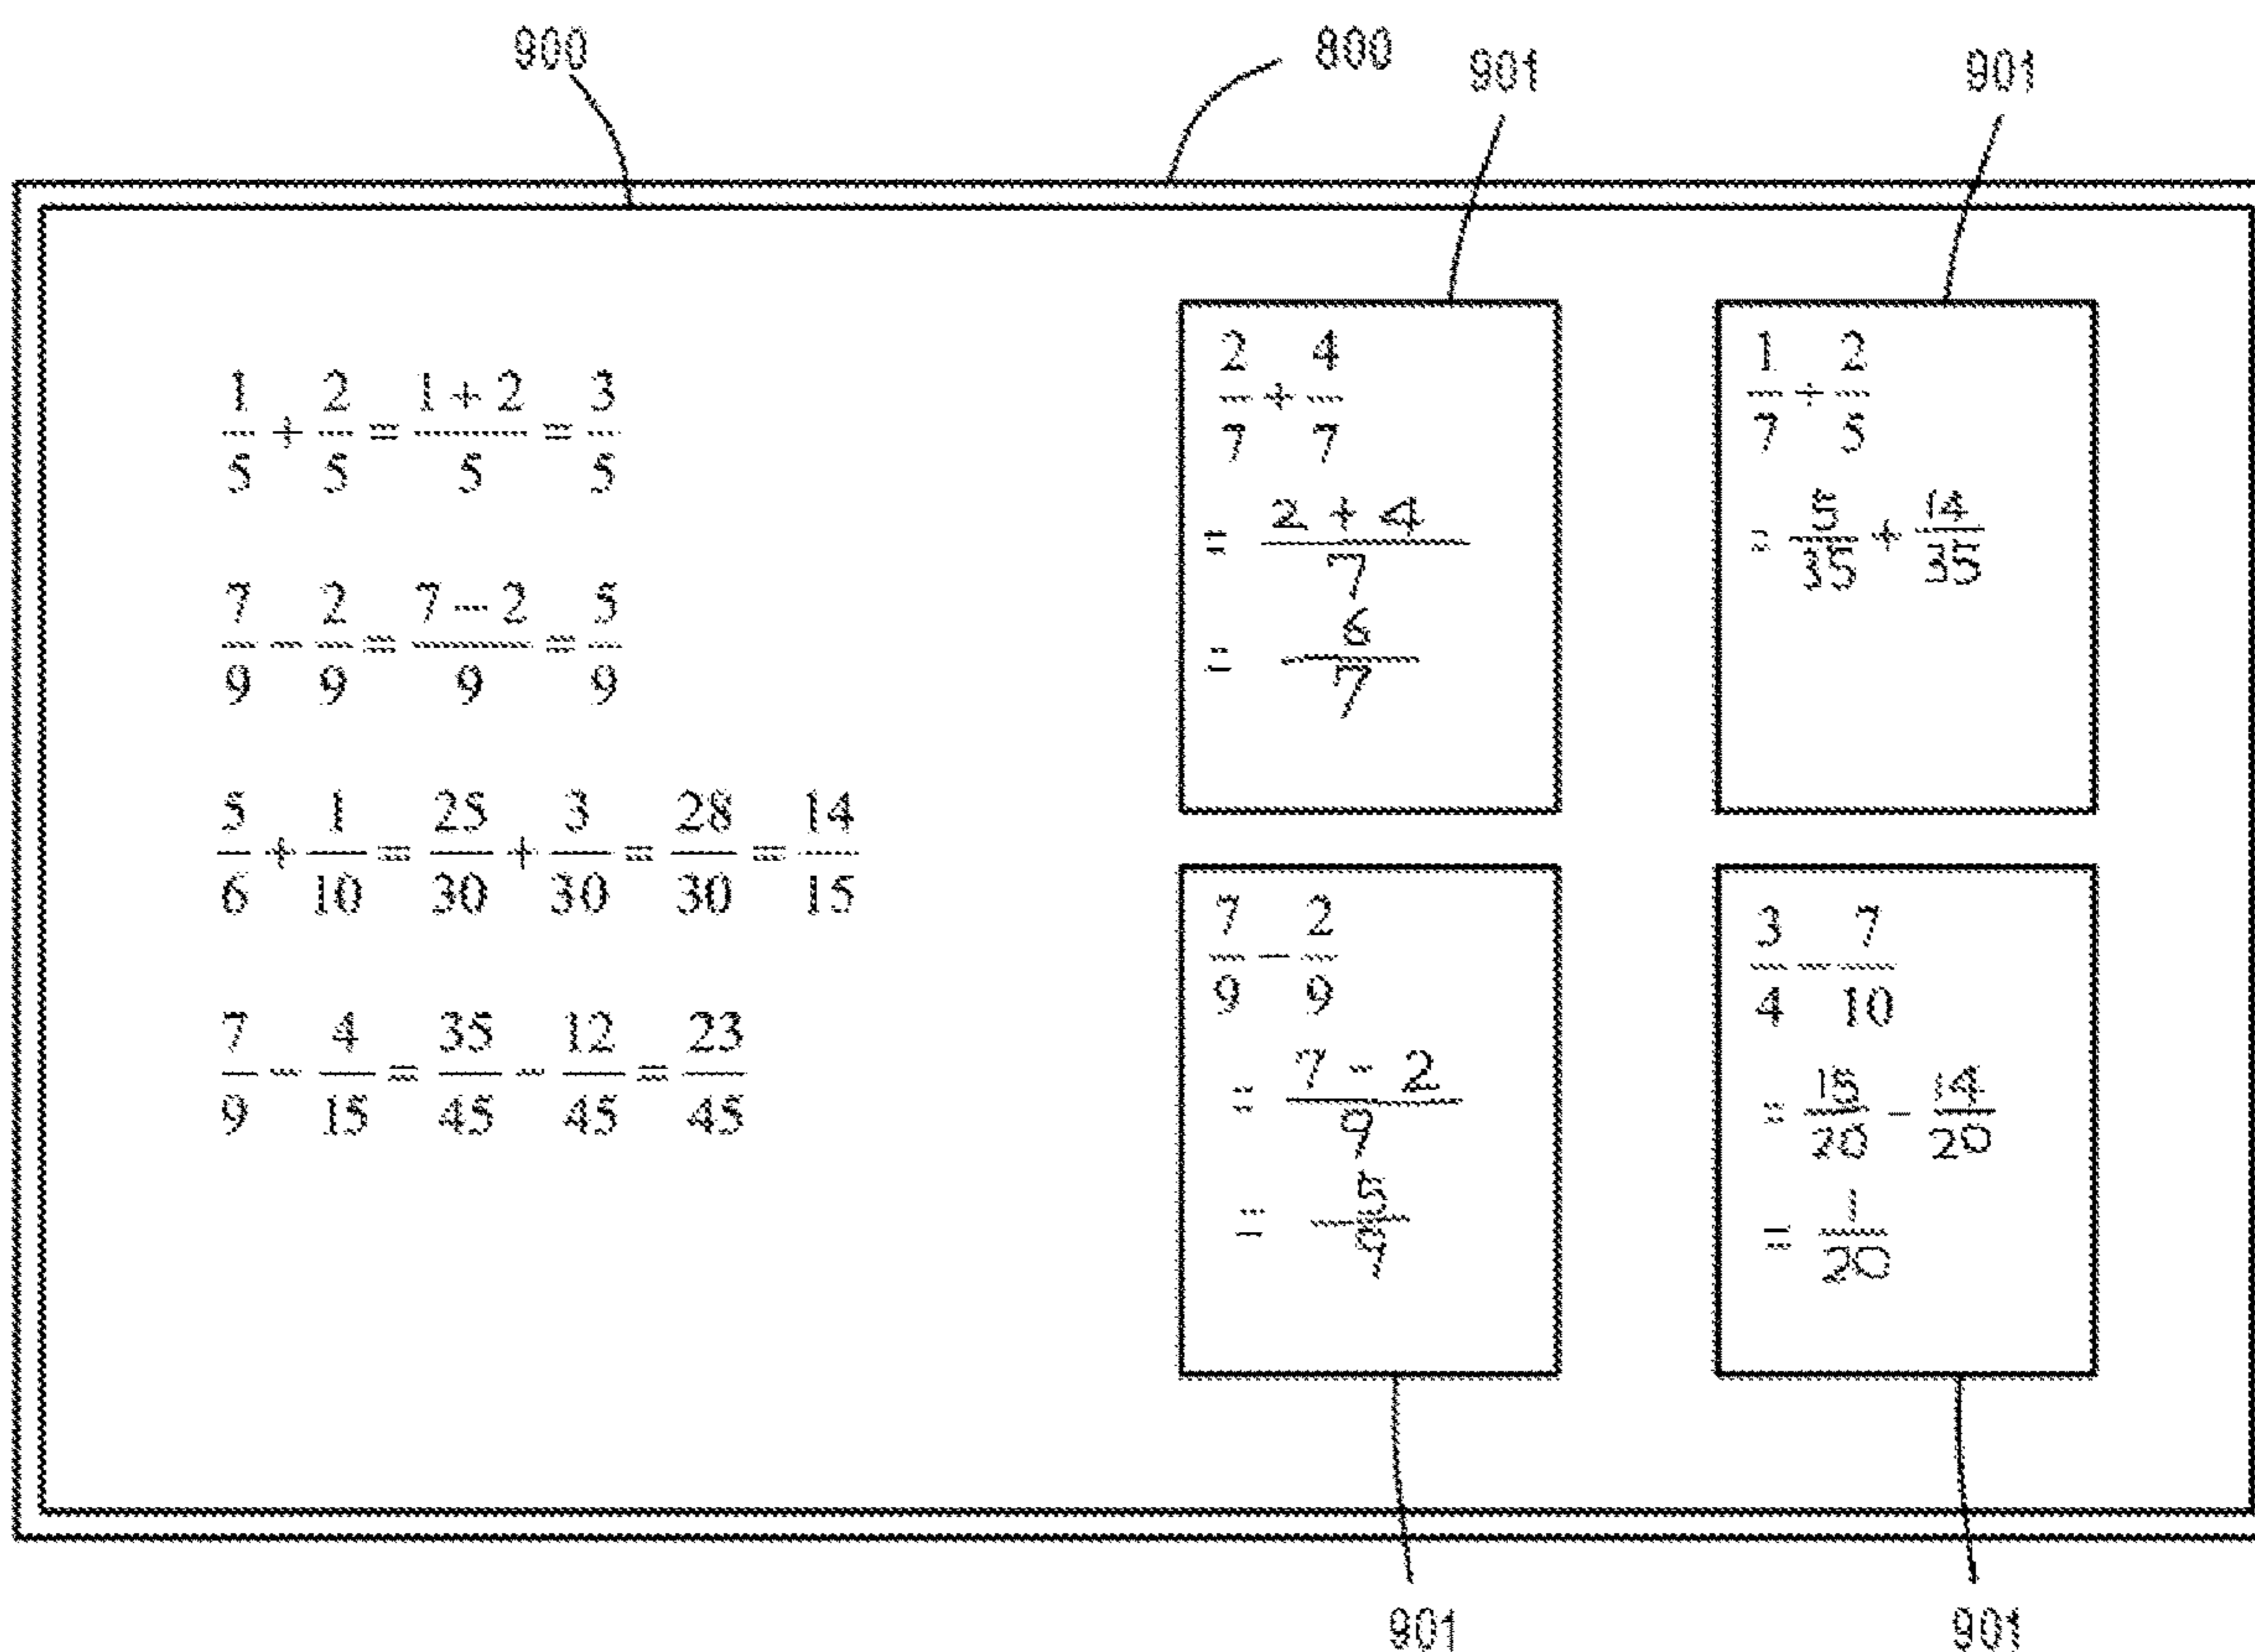 900 800 901 901
1/5 + 2/5 = 1 + 2/5 = 3/5
7/9 − 2/9 = 7 − 2/9 = 5/9
5/6 + 1/10 = 25/30 + 3/30 = 28/30 = 14/15
7/9 − 4/15 = 35/45 − 12/45 = 23/45
2/7 + 4/7
= 2 + 4/7
= 6/7
1/7 + 2/5
= 5/35 + 14/35
7/9 − 2/9
= 7 − 2/9
= 5/9
3/4 − 7/10
= 15/20 − 14/20
= 1/20
901 901